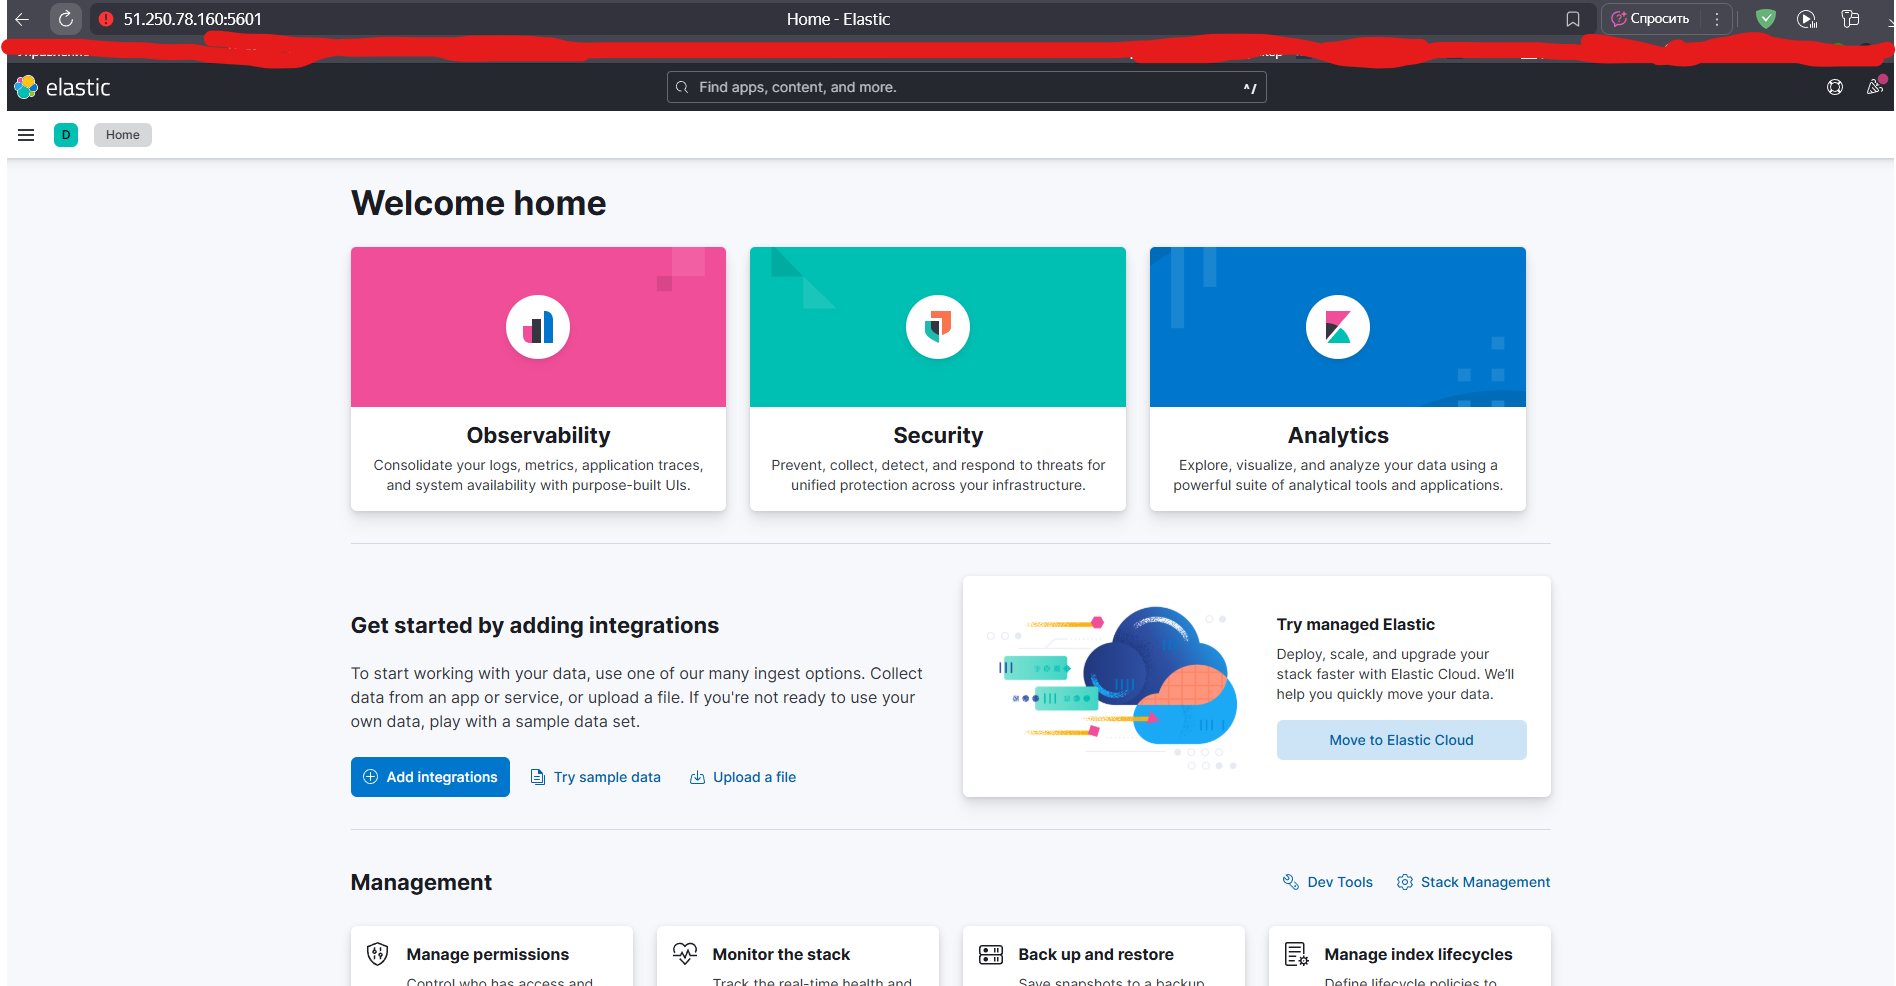 51.250.78.160:5601
Home - Elastic
Спросить
elastic
Find apps, content, and more.
^/
D
Home
Welcome home
Observability
Consolidate your logs, metrics, application traces,
and system availability with purpose-built UIs.
Security
Prevent, collect, detect, and respond to threats for
unified protection across your infrastructure.
Analytics
Explore, visualize, and analyze your data using a
powerful suite of analytical tools and applications.
Get started by adding integrations
To start working with your data, use one of our many ingest options. Collect
data from an app or service, or upload a file. If you're not ready to use your
own data, play with a sample data set.
Add integrations
Try sample data
Upload a file
Try managed Elastic
Deploy, scale, and upgrade your
stack faster with Elastic Cloud. We’ll
help you quickly move your data.
Move to Elastic Cloud
Management
Dev Tools
Stack Management
Manage permissions
Control who has access and
Monitor the stack
Track the real-time health and
Back up and restore
Save snapshots to a backup
Manage index lifecycles
Define lifecycle policies to